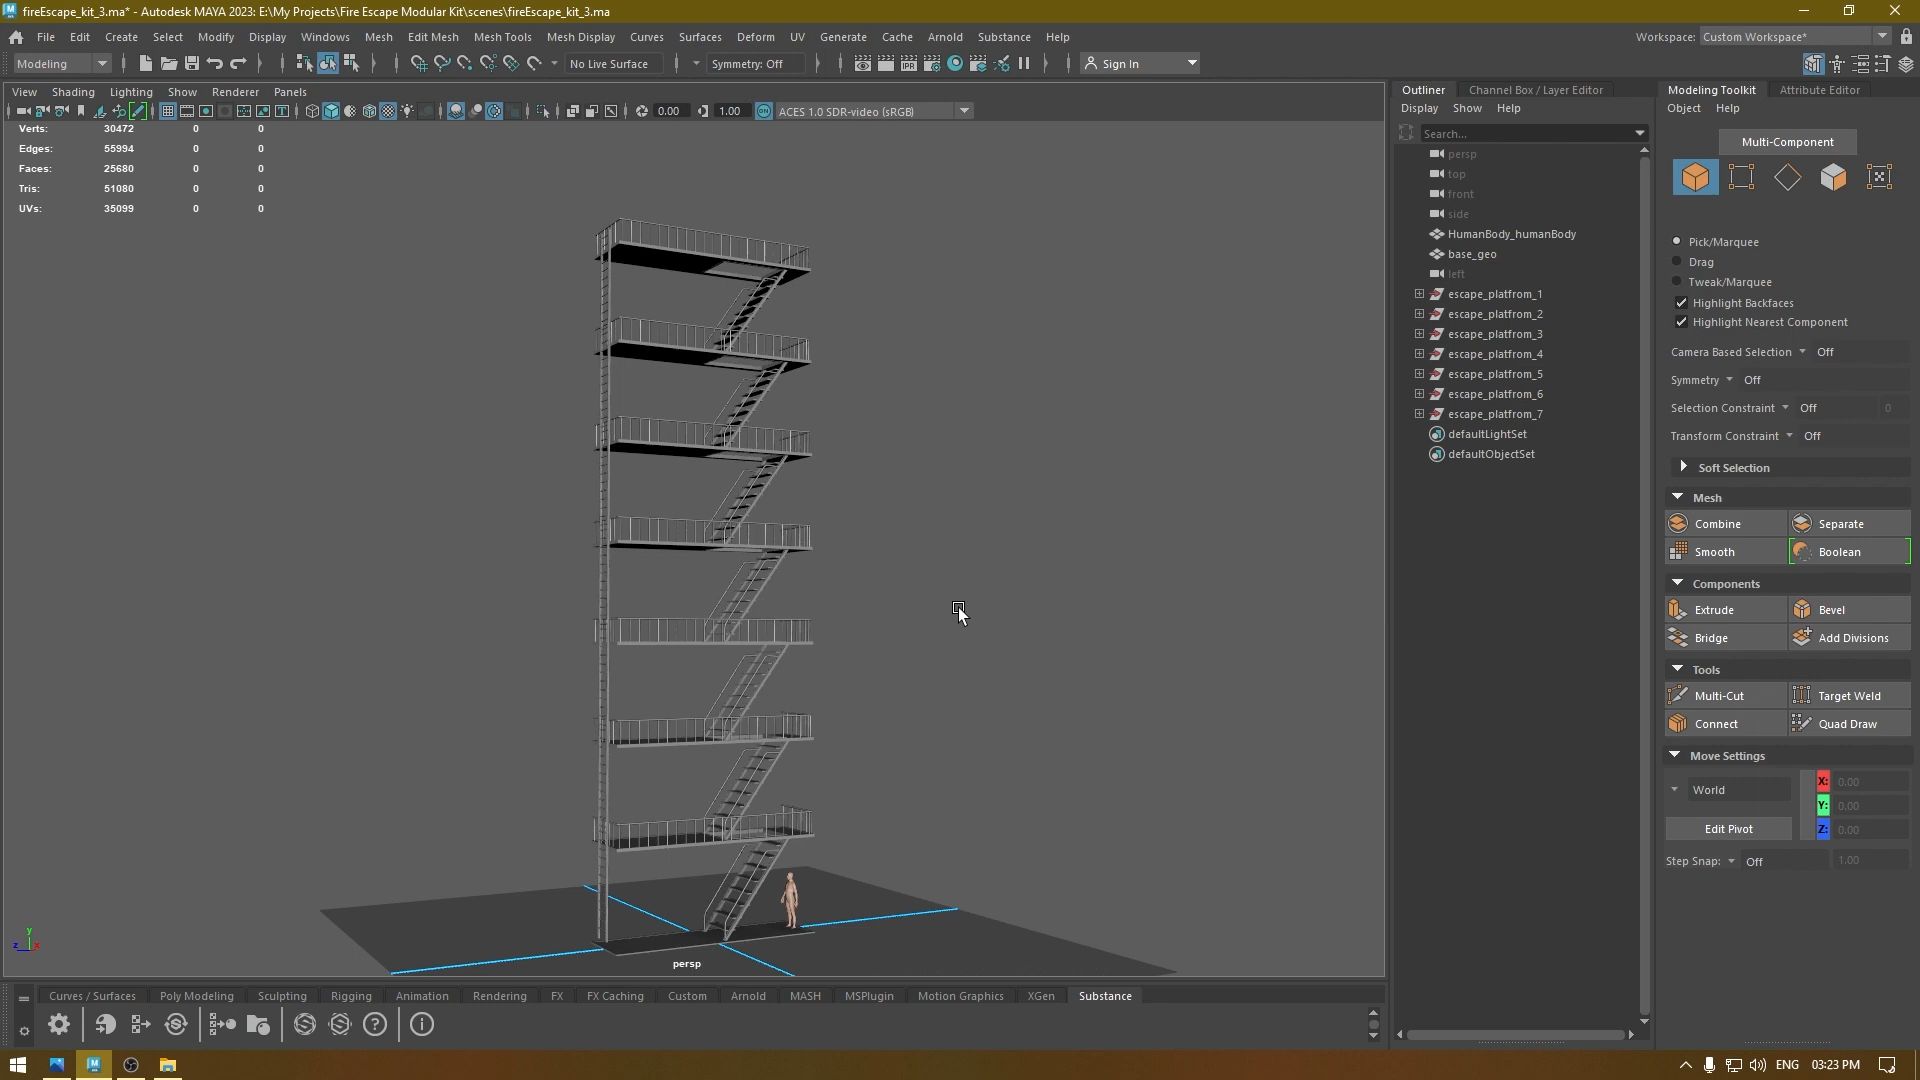 fireEscape_kit_3.ma* - Autodesk MAYA 2023: E:\My Projects\Fire Escape Modular Kit\scenes\fireEscape_kit_3.ma
File Edit Create Select Modify Display Windows Mesh Edit Mesh Mesh Tools Mesh Display Curves Surfaces Deform UV Generate Cache Arnold Substance Help
Workspace: Custom Workspace*
Modeling
No Live Surface
Symmetry: Off
Sign In
View Shading Lighting Show Renderer Panels
0.00
1.00
ACES 1.0 SDR-video (sRGB)
Verts: 30472 0 0
Edges: 55994 0 0
Faces: 25680 0 0
Tris: 51080 0 0
UVs: 35099 0 0
y
z x
persp
Outliner Channel Box / Layer Editor
Display Show Help
Search...
persp
top
front
side
HumanBody_humanBody
base_geo
left
escape_platfrom_1
escape_platfrom_2
escape_platfrom_3
escape_platfrom_4
escape_platfrom_5
escape_platfrom_6
escape_platfrom_7
defaultLightSet
defaultObjectSet
Modeling Toolkit Attribute Editor
Object Help
Multi-Component
Pick/Marquee
Drag
Tweak/Marquee
Highlight Backfaces
Highlight Nearest Component
Camera Based Selection Off
Symmetry Off
Selection Constraint Off 0
Transform Constraint Off
Soft Selection
Mesh
Combine Separate
Smooth Boolean
Components
Extrude Bevel
Bridge Add Divisions
Tools
Multi-Cut Target Weld
Connect Quad Draw
Move Settings
World
X: 0.00
Y: 0.00
Z: 0.00
Edit Pivot
Step Snap: Off 1.00
Curves / Surfaces Poly Modeling Sculpting Rigging Animation Rendering FX FX Caching Custom Arnold MASH MSPlugin Motion Graphics XGen Substance
ENG 03:23 PM